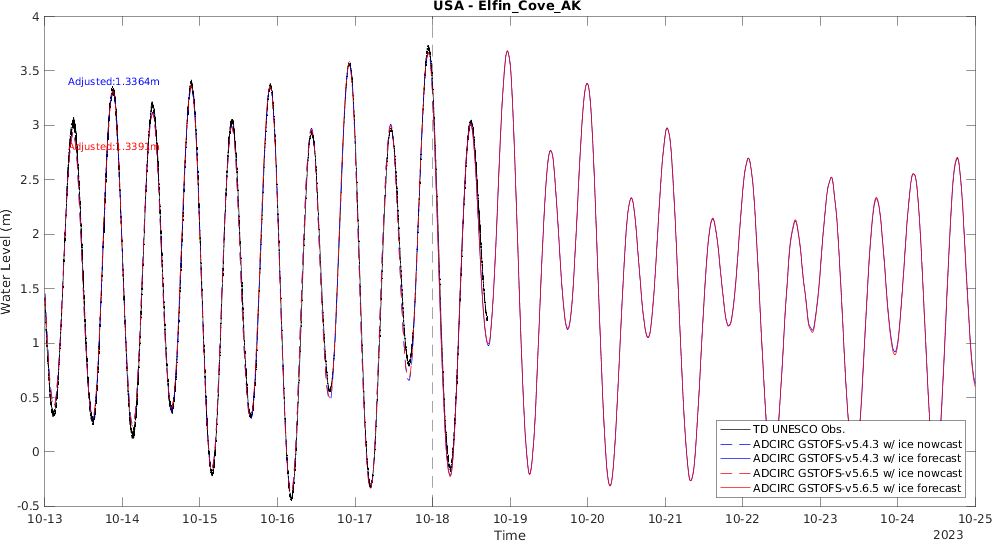 USA - Elfin_Cove_AK
4
3.5
3
2.5
2
1.5
1
0.5
0
-0.5
Water Level (m)
Adjusted:1.3364m
Adjusted:1.3391m
TD UNESCO Obs.
ADCIRC GSTOFS-v5.4.3 w/ ice nowcast
ADCIRC GSTOFS-v5.4.3 w/ ice forecast
ADCIRC GSTOFS-v5.6.5 w/ ice nowcast
ADCIRC GSTOFS-v5.6.5 w/ ice forecast
10-13 10-14 10-15 10-16 10-17 10-18 10-19 10-20 10-21 10-22 10-23 10-24 10-25
Time
2023